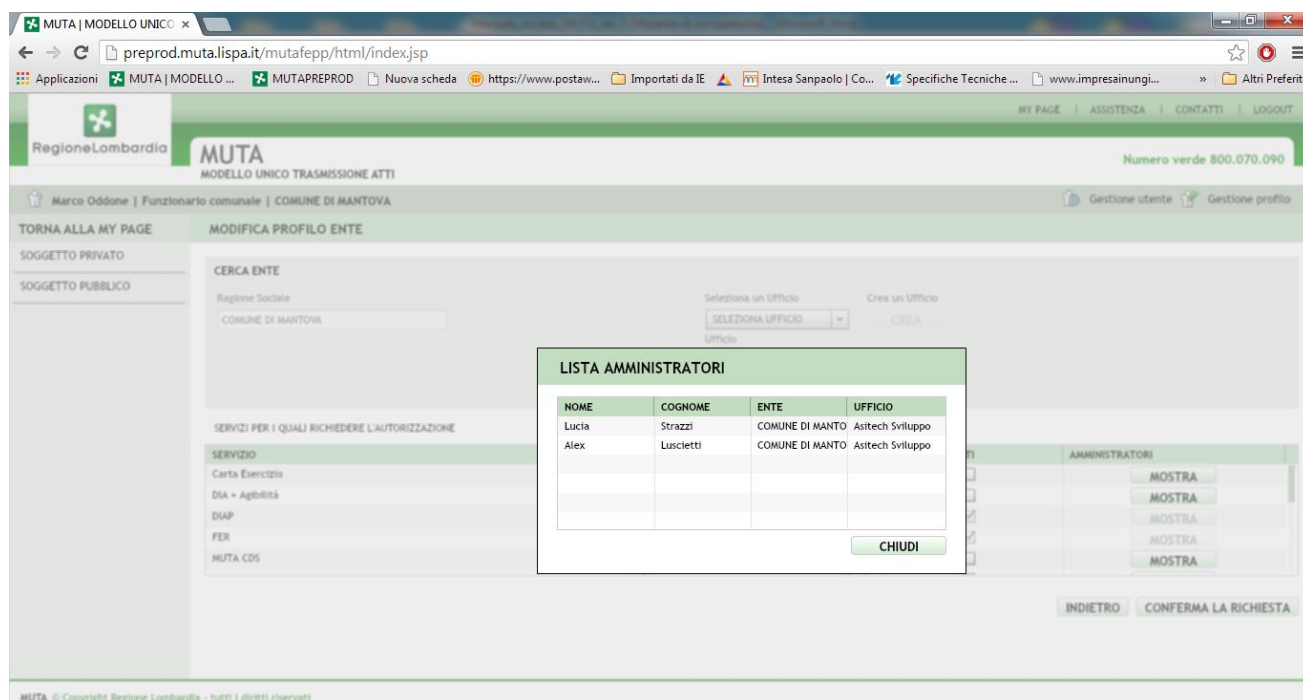 MUTA | MODELLO UNICO
preprod.muta.lispa.it/mutafepp/html/index.jsp
Applicazioni MUTA | MODELLO ... MUTAPREPROD Nuova scheda https://www.postaw... Importati da IE Intesa Sanpaolo | Co... Specifiche Tecniche ... www.impresainungi... » Altri Preferit
MY PAGE | ASSISTENZA | CONTATTI | LOGOUT
RegioneLombardia
MUTA
MODELLO UNICO TRASMISSIONE ATTI
Numero verde 800.070.090
Marco Oddone | Funzionario comunale | COMUNE DI MANTOVA
Gestione utente Gestione profilo
TORNA ALLA MY PAGE
MODIFICA PROFILO ENTE
SOGGETTO PRIVATO
SOGGETTO PUBBLICO
CERCA ENTE
Ragione Sociale
Seleziona un Ufficio
Crea un Ufficio
COMUNE DI MANTOVA
SELEZIONA UFFICIO
CREA
Ufficio
LISTA AMMINISTRATORI
NOME COGNOME ENTE UFFICIO
Lucia Strazzi COMUNE DI MANTO Asitech Sviluppo
Alex Luscietti COMUNE DI MANTO Asitech Sviluppo
CHIUDI
SERVIZI PER I QUALI RICHIEDERE L'AUTORIZZAZIONE
SERVIZIO TI AMMINISTRATORI
Carta Esercizio MOSTRA
DIA + Agibilità MOSTRA
DIAP MOSTRA
FER MOSTRA
MUTA CDS MOSTRA
INDIETRO CONFERMA LA RICHIESTA
MUTA © Copyright Regione Lombardia - tutti i diritti riservati